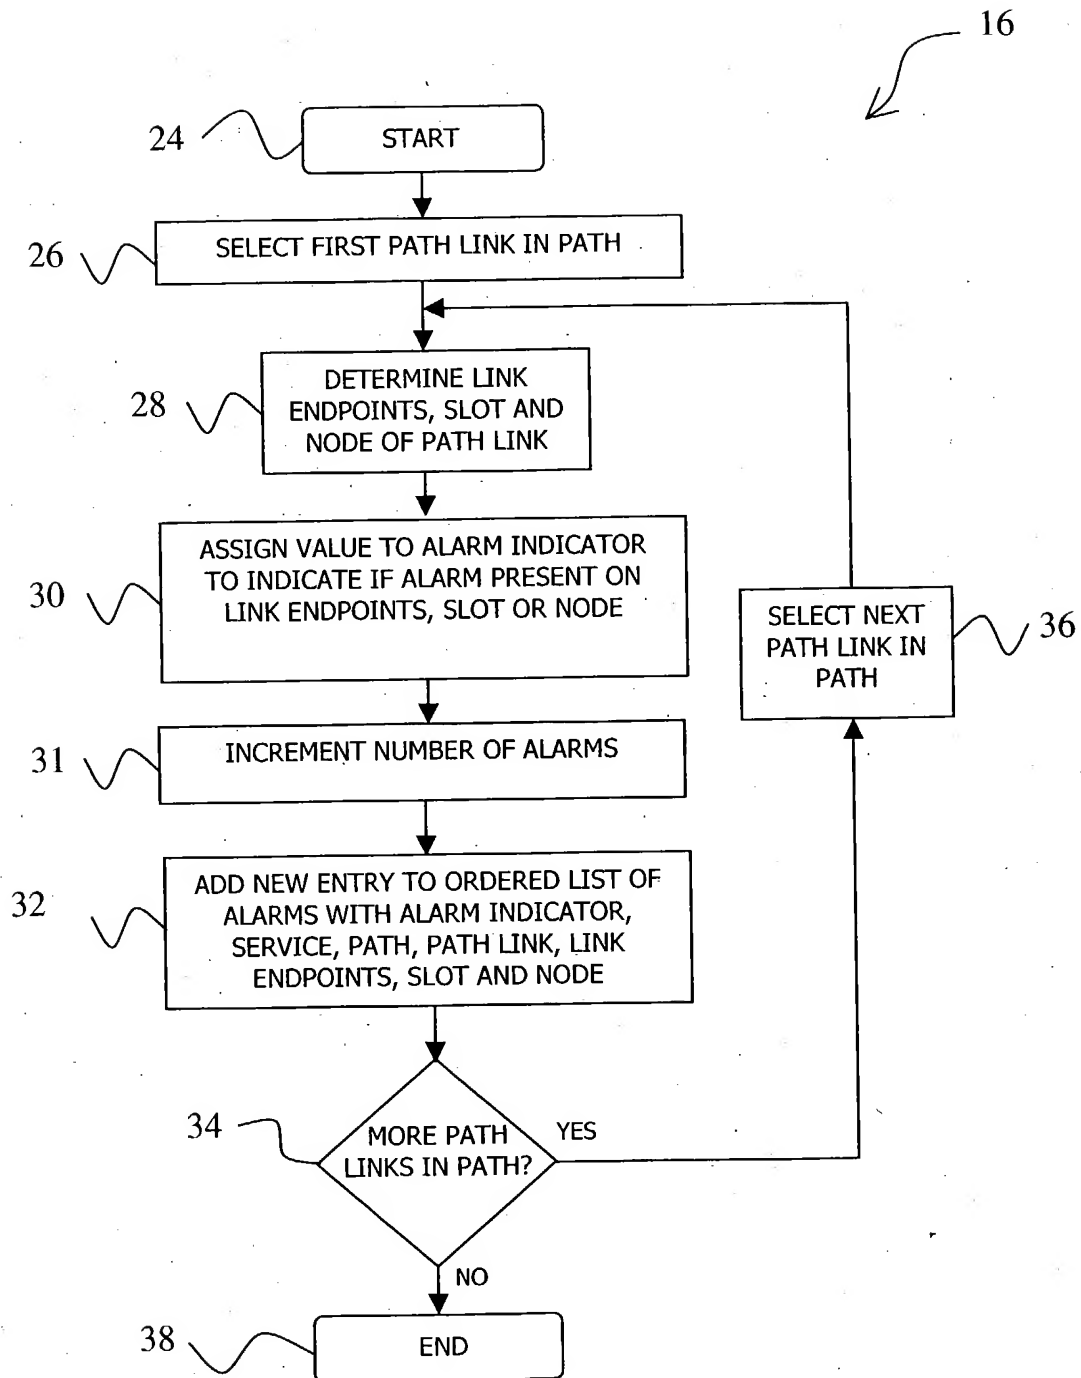 16
24
START
26
SELECT FIRST PATH LINK IN PATH
28
DETERMINE LINK
ENDPOINTS, SLOT AND
NODE OF PATH LINK
30
ASSIGN VALUE TO ALARM INDICATOR
TO INDICATE IF ALARM PRESENT ON
LINK ENDPOINTS, SLOT OR NODE
SELECT NEXT
PATH LINK IN
PATH
36
31
INCREMENT NUMBER OF ALARMS
32
ADD NEW ENTRY TO ORDERED LIST OF
ALARMS WITH ALARM INDICATOR,
SERVICE, PATH, PATH LINK, LINK
ENDPOINTS, SLOT AND NODE
34
MORE PATH
LINKS IN PATH?
YES
NO
38
END